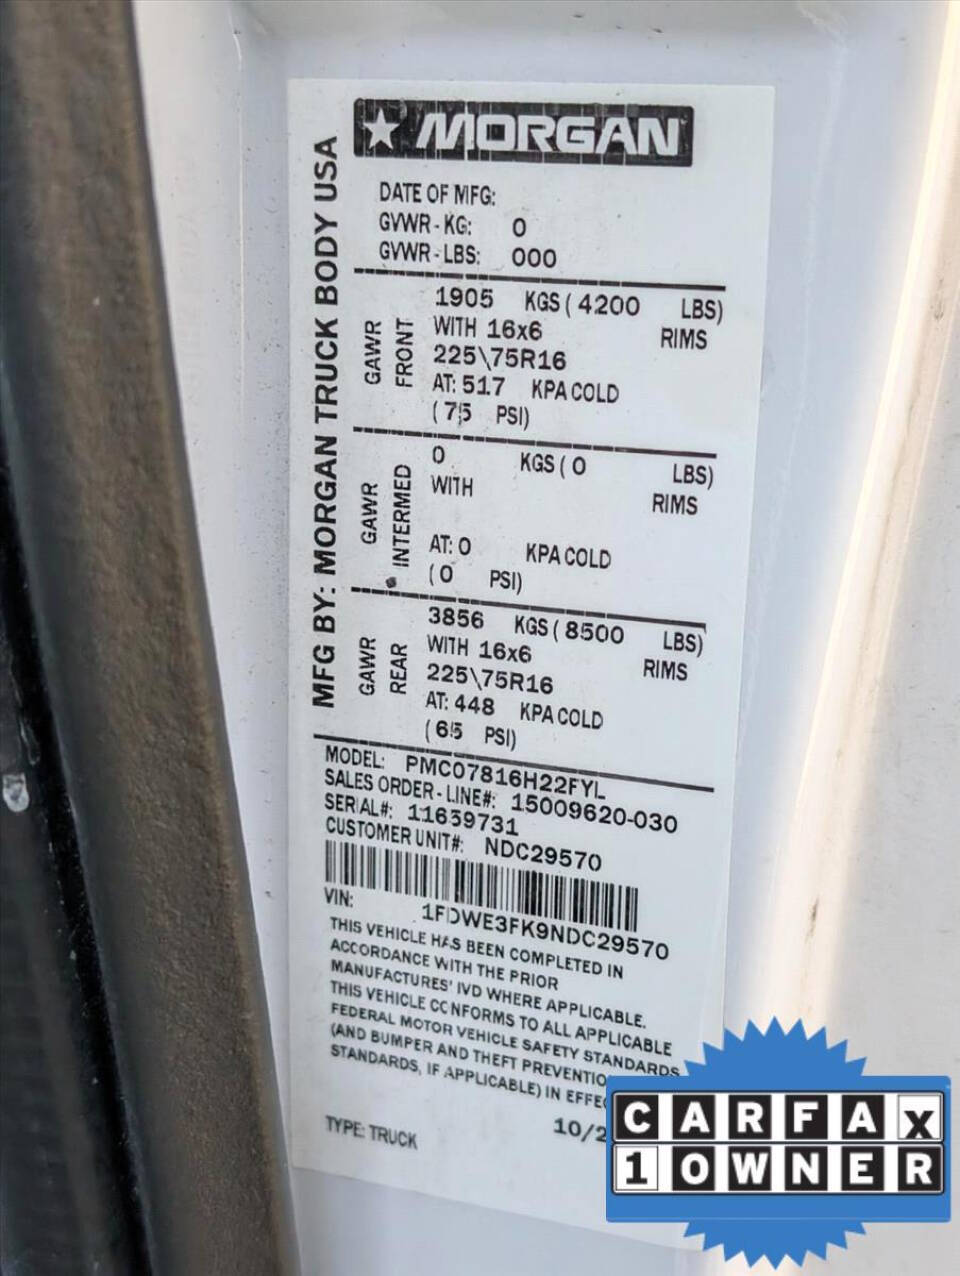 MORGAN
MFG BY: MORGAN TRUCK BODY USA
DATE OF MFG:
GVWR - KG: 0
GVWR - LBS: 000
GAWR FRONT
1905 KGS ( 4200 LBS)
WITH 16x6 RIMS
225\75R16
AT: 517 KPA COLD
( 75 PSI)
GAWR INTERMED
0 KGS ( 0 LBS)
WITH RIMS
AT: 0 KPA COLD
( 0 PSI)
GAWR REAR
3856 KGS ( 8500 LBS)
WITH 16x6 RIMS
225\75R16
AT: 448 KPA COLD
( 65 PSI)
MODEL: PMC07816H22FYL
SALES ORDER - LINE#: 15009620-030
SERIAL#: 11659731
CUSTOMER UNIT#: NDC29570
VIN: 1FDWE3FK9NDC29570
THIS VEHICLE HAS BEEN COMPLETED IN
ACCORDANCE WITH THE PRIOR
MANUFACTURES' IVD WHERE APPLICABLE.
THIS VEHICLE CONFORMS TO ALL APPLICABLE
FEDERAL MOTOR VEHICLE SAFETY STANDARDS
(AND BUMPER AND THEFT PREVENTIO
STANDARDS, IF APPLICABLE) IN EFFE
TYPE: TRUCK 10/2
CARFAX
1 OWNER